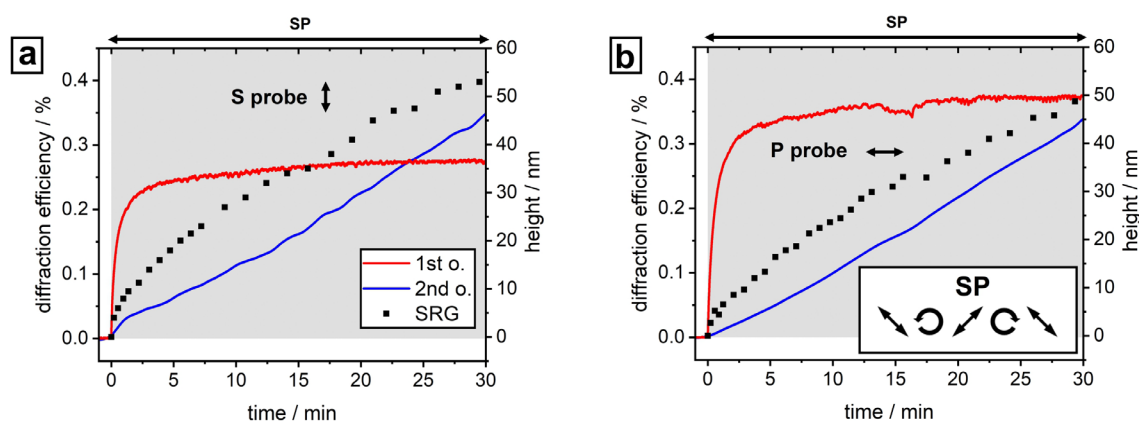 a
SP
S probe
0.4
0.3
0.2
0.1
0.0
diffraction efficiency / %
60
50
40
30
20
10
0
height / nm
1st o.
2nd o.
SRG
0 5 10 15 20 25 30
time / min
b
SP
P probe
0.4
0.3
0.2
0.1
0.0
diffraction efficiency / %
60
50
40
30
20
10
0
height / nm
SP
0 5 10 15 20 25 30
time / min